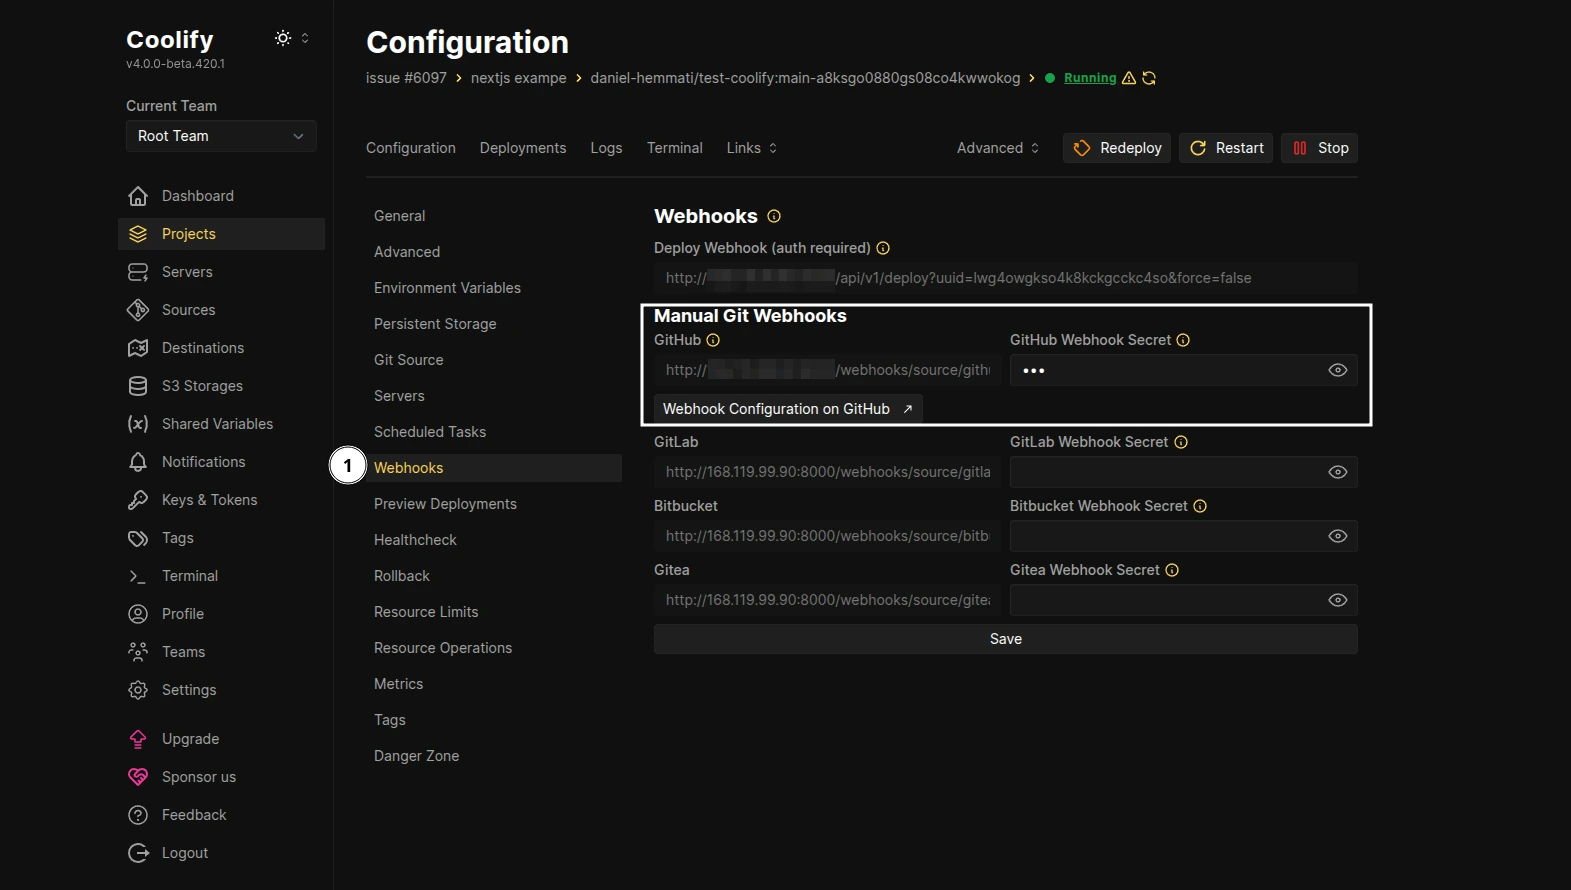 Coolify
v4.0.0-beta.420.1
Current Team
Root Team
Dashboard
Projects
Servers
Sources
Destinations
S3 Storages
Shared Variables
Notifications
Keys & Tokens
Tags
Terminal
Profile
Teams
Settings
Upgrade
Sponsor us
Feedback
Logout
Configuration
issue #6097 > nextjs exampe > daniel-hemmati/test-coolify:main-a8ksgo0880gs08co4kwwokog > Running
Configuration Deployments Logs Terminal Links Advanced Redeploy Restart Stop
General
Advanced
Environment Variables
Persistent Storage
Git Source
Servers
Scheduled Tasks
1 Webhooks
Preview Deployments
Healthcheck
Rollback
Resource Limits
Resource Operations
Metrics
Tags
Danger Zone
Webhooks
Deploy Webhook (auth required)
http:// /api/v1/deploy?uuid=lwg4owgkso4k8kckgcckc4so&force=false
Manual Git Webhooks
GitHub GitHub Webhook Secret
http:// /webhooks/source/githu •••
Webhook Configuration on GitHub
GitLab GitLab Webhook Secret
http://168.119.99.90:8000/webhooks/source/gitla
Bitbucket Bitbucket Webhook Secret
http://168.119.99.90:8000/webhooks/source/bitb
Gitea Gitea Webhook Secret
http://168.119.99.90:8000/webhooks/source/gitea
Save